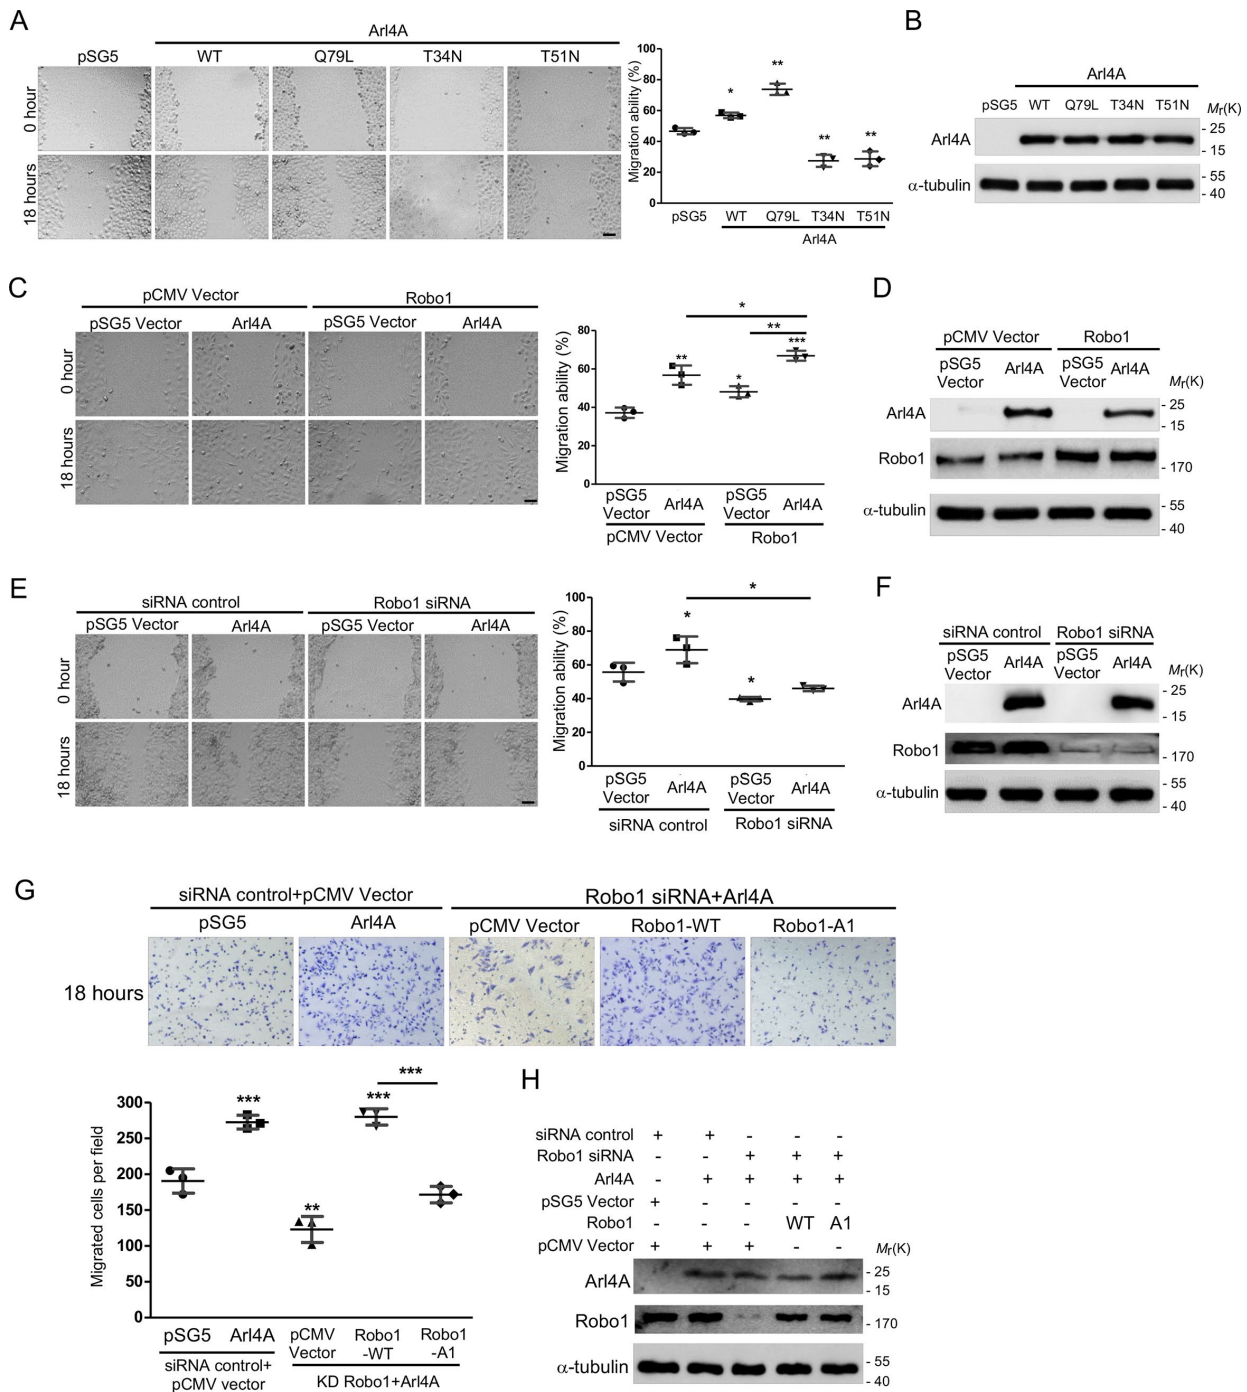 A
Arl4A
pSG5 WT Q79L T34N T51N
0 hour
18 hours
Migration ability (%)
100
80
60
40
20
0
*
**
**
**
pSG5 WT Q79L T34N T51N
Arl4A
B
Arl4A
pSG5 WT Q79L T34N T51N Mr(K)
Arl4A
- 25
- 15
α-tubulin
- 55
- 40
C
pCMV Vector Robo1
pSG5 Vector Arl4A pSG5 Vector Arl4A
0 hour
18 hours
Migration ability (%)
80
60
40
20
0
*
**
**
*
***
pSG5 Vector Arl4A pSG5 Vector Arl4A
pCMV Vector Robo1
D
pCMV Vector Robo1
pSG5 Vector Arl4A pSG5 Vector Arl4A Mr(K)
Arl4A
- 25
- 15
Robo1
- 170
α-tubulin
- 55
- 40
E
siRNA control Robo1 siRNA
pSG5 Vector Arl4A pSG5 Vector Arl4A
0 hour
18 hours
Migration ability (%)
100
80
60
40
20
0
*
*
*
pSG5 Vector Arl4A pSG5 Vector Arl4A
siRNA control Robo1 siRNA
F
siRNA control Robo1 siRNA
pSG5 Vector Arl4A pSG5 Vector Arl4A Mr(K)
Arl4A
- 25
- 15
Robo1
- 170
α-tubulin
- 55
- 40
G
siRNA control+pCMV Vector Robo1 siRNA+Arl4A
pSG5 Arl4A pCMV Vector Robo1-WT Robo1-A1
18 hours
Migrated cells per field
300
250
200
150
100
50
0
***
**
***
***
pSG5 Arl4A pCMV Vector Robo1 -WT Robo1 -A1
siRNA control+
pCMV vector
KD Robo1+Arl4A
H
siRNA control + + - - -
Robo1 siRNA - - + + +
Arl4A - + + + +
pSG5 Vector + - - - -
Robo1 - - - WT A1
pCMV Vector + + + - - Mr(K)
Arl4A
- 25
- 15
Robo1
- 170
α-tubulin
- 55
- 40